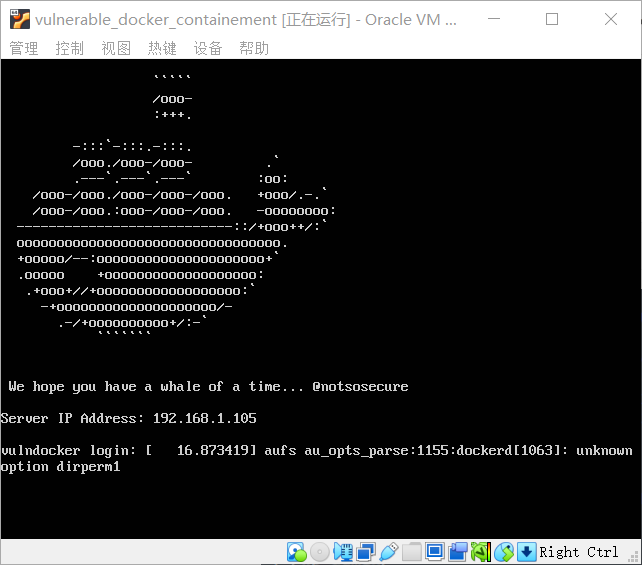 vulnerable_docker_containement [正在运行] - Oracle VM ...
管理 控制 视图 热键 设备 帮助
`````
/ooo-
:+++.
-:::`-:::.-:::.
/ooo./ooo-/ooo- .`
.---`.---`.---` :oo:
/ooo-/ooo./ooo-/ooo-/ooo. +ooo/.-.`
/ooo-/ooo.:ooo-/ooo-/ooo. -oooooooo:
---------------------------::/+ooo++/:`
ooooooooooooooooooooooooooooooooo.
+ooooo/--:ooooooooooooooooooooo+`
.ooooo +ooooooooooooooooooo:
.+ooo+//+oooooooooooooooooo:`
-+oooooooooooooooooooo/-
.-/+oooooooooo+/:-`
```````
We hope you have a whale of a time... @notsosecure
Server IP Address: 192.168.1.105
vulndocker login: [ 16.873419] aufs au_opts_parse:1155:dockerd[1063]: unknown
option dirperm1
Right Ctrl